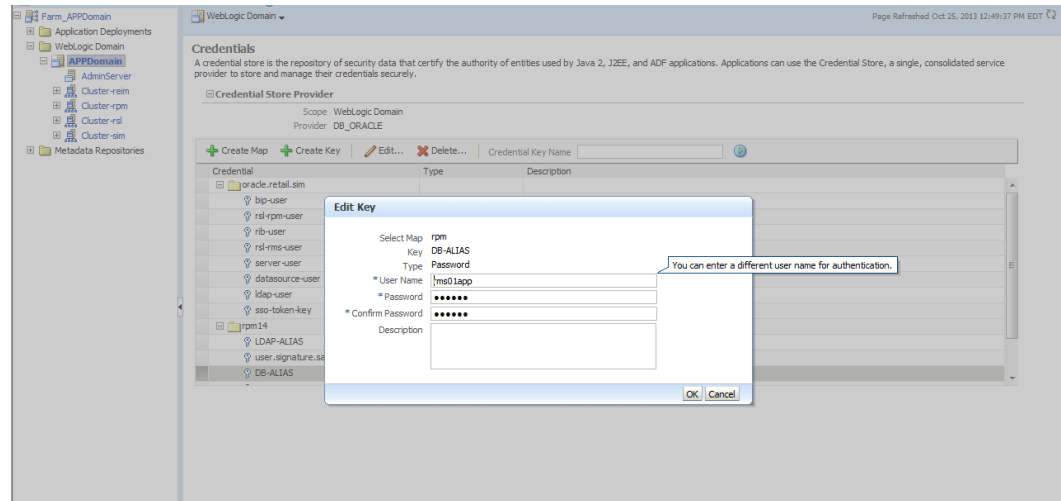 Farm_APPDomain
Application Deployments
WebLogic Domain
APPDomain
AdminServer
Cluster-reim
Cluster-rpm
Cluster-rsl
Cluster-sim
Metadata Repositories
WebLogic Domain
Page Refreshed Oct 25, 2013 12:49:37 PM EDT
Credentials
A credential store is the repository of security data that certify the authority of entities used by Java 2, J2EE, and ADF applications. Applications can use the Credential Store, a single, consolidated service
provider to store and manage their credentials securely.
Credential Store Provider
Scope WebLogic Domain
Provider DB_ORACLE
Create Map Create Key Edit... Delete... Credential Key Name
Credential Type Description
oracle.retail.sim
bip-user
rsl-rpm-user
rib-user
rsl-rms-user
server-user
datasource-user
ldap-user
sso-token-key
rpm14
LDAP-ALIAS
user.signature.sa
DB-ALIAS
Edit Key
Select Map rpm
Key DB-ALIAS
Type Password
* User Name ms01app
* Password ••••••
* Confirm Password ••••••
Description
You can enter a different user name for authentication.
OK Cancel